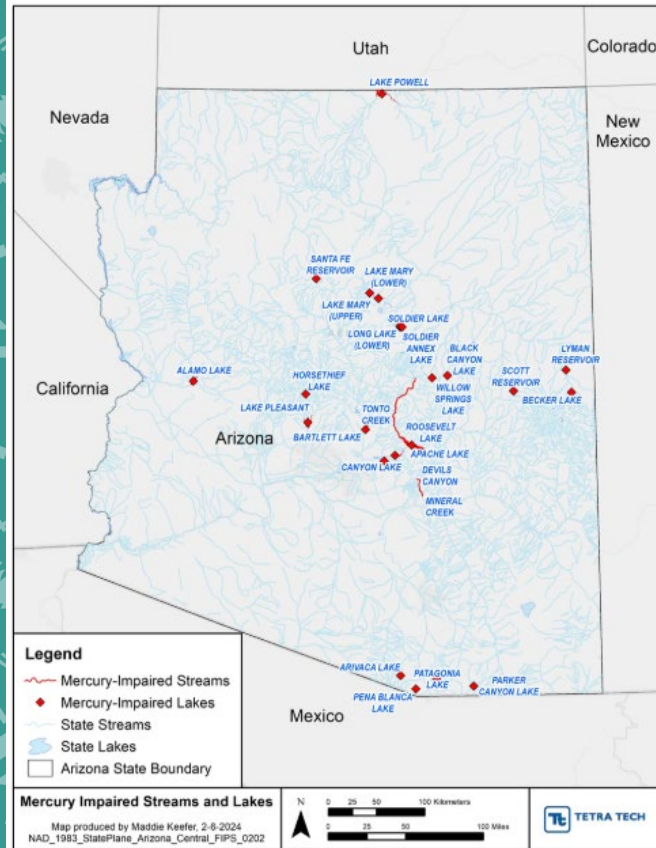 Utah
Colorado
LAKE POWELL
Nevada
New
Mexico
SANTA FE
RESERVOIR
LAKE MARY
(LOWER)
LAKE MARY
(UPPER)
SOLDIER LAKE
LONG LAKE
(LOWER)
SOLDIER
ANNEX
LAKE
BLACK
CANYON
LAKE
LYMAN
RESERVOIR
ALAMO LAKE
HORSETHIEF
LAKE
WILLOW
SPRINGS
LAKE
SCOTT
RESERVOIR
BECKER LAKE
California
LAKE PLEASANT
TONTO
CREEK
Arizona
BARTLETT LAKE
ROOSEVELT
LAKE
APACHE LAKE
CANYON LAKE
DEVILS
CANYON
MINERAL
CREEK
ARIVACA LAKE
PATAGONIA
LAKE
PARKER
CANYON LAKE
PENA BLANCA
LAKE
Mexico
Legend
Mercury-Impaired Streams
Mercury-Impaired Lakes
State Streams
State Lakes
Arizona State Boundary
Mercury Impaired Streams and Lakes
Map produced by Maddie Keefer, 2-6-2024
NAD_1983_StatePlane_Arizona_Central_FIPS_0202
N
0 25 50 100 Kilometers
0 25 50 100 Miles
Tt TETRA TECH